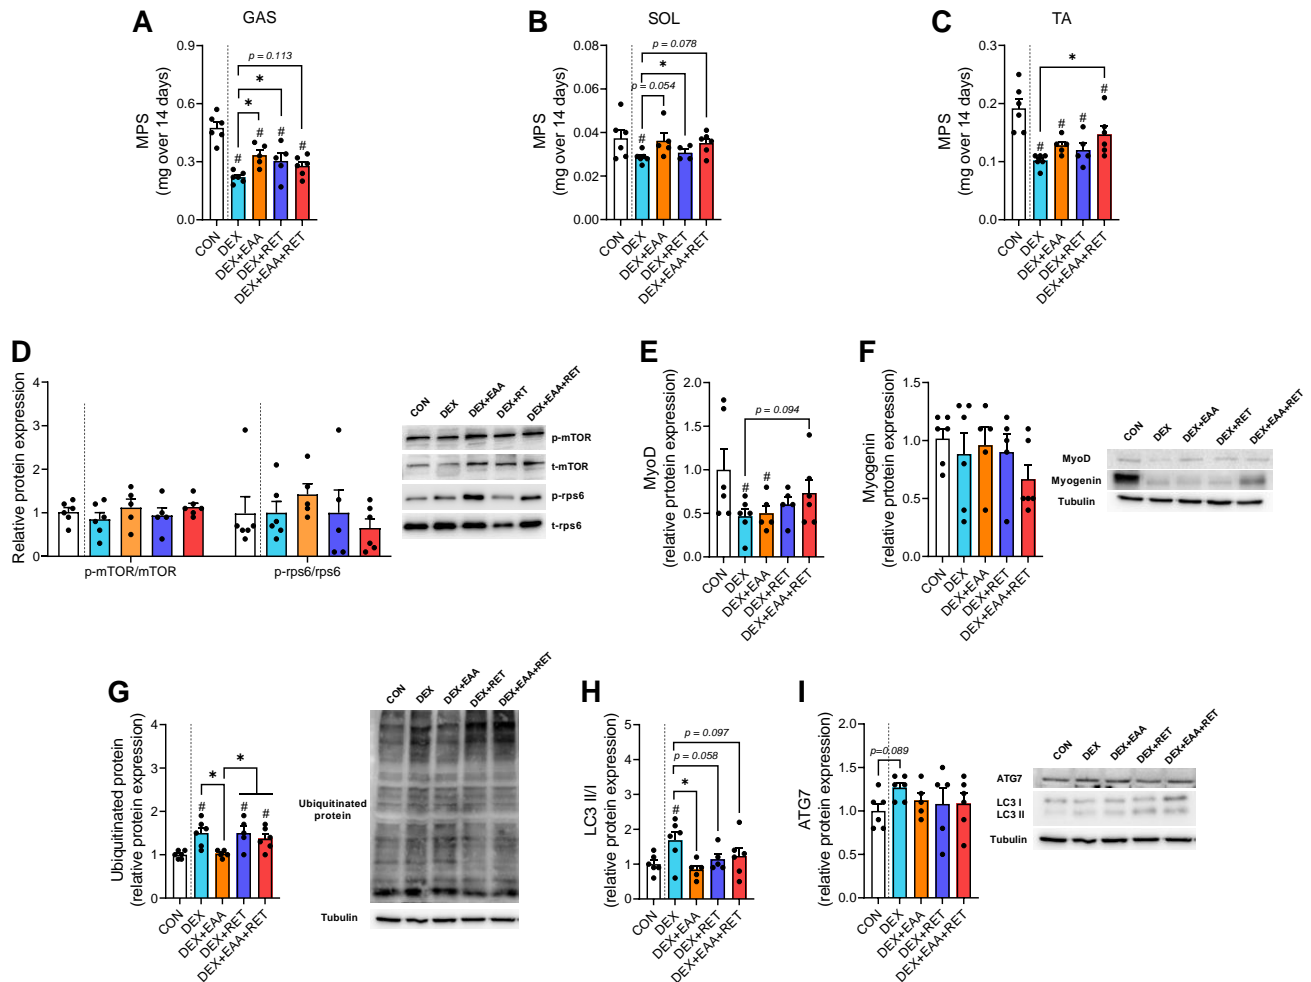 A
GAS
MPS
(mg over 14 days)
0.9
0.6
0.3
0.0
p = 0.113
*
*
#
#
#
#
CON
DEX
DEX+EAA
DEX+RET
DEX+EAA+RET
B
SOL
MPS
(mg over 14 days)
0.08
0.06
0.04
0.02
0.00
p = 0.078
*
p = 0.054
#
CON
DEX
DEX+EAA
DEX+RET
DEX+EAA+RET
C
TA
MPS
(mg over 14 days)
0.3
0.2
0.1
0.0
*
#
#
#
#
CON
DEX
DEX+EAA
DEX+RET
DEX+EAA+RET
D
Relative protein expression
4
3
2
1
0
p-mTOR/mTOR
p-rps6/rps6
CON
DEX
DEX+EAA
DEX+RT
DEX+EAA+RET
p-mTOR
t-mTOR
p-rps6
t-rps6
E
MyoD
(relative protein expression)
2.0
1.5
1.0
0.5
0.0
p = 0.094
#
#
CON
DEX
DEX+EAA
DEX+RET
DEX+EAA+RET
F
Myogenin
(relative protein expression)
1.5
1.0
0.5
0.0
CON
DEX
DEX+EAA
DEX+RET
DEX+EAA+RET
CON
DEX
DEX+EAA
DEX+RET
DEX+EAA+RET
MyoD
Myogenin
Tubulin
G
Ubiquitinated protein
(relative protein expression)
4
3
2
1
0
*
*
#
#
#
CON
DEX
DEX+EAA
DEX+RET
DEX+EAA+RET
CON
DEX
DEX+EAA
DEX+RET
DEX+EAA+RET
Ubiquitinated
protein
Tubulin
H
LC3 II/I
(relative protein expression)
5
4
3
2
1
0
p = 0.097
p = 0.058
*
#
CON
DEX
DEX+EAA
DEX+RET
DEX+EAA+RET
I
ATG7
(relative protein expression)
2.0
1.5
1.0
0.5
0.0
p=0.089
CON
DEX
DEX+EAA
DEX+RET
DEX+EAA+RET
CON
DEX
DEX+EAA
DEX+RET
DEX+EAA+RET
ATG7
LC3 I
LC3 II
Tubulin